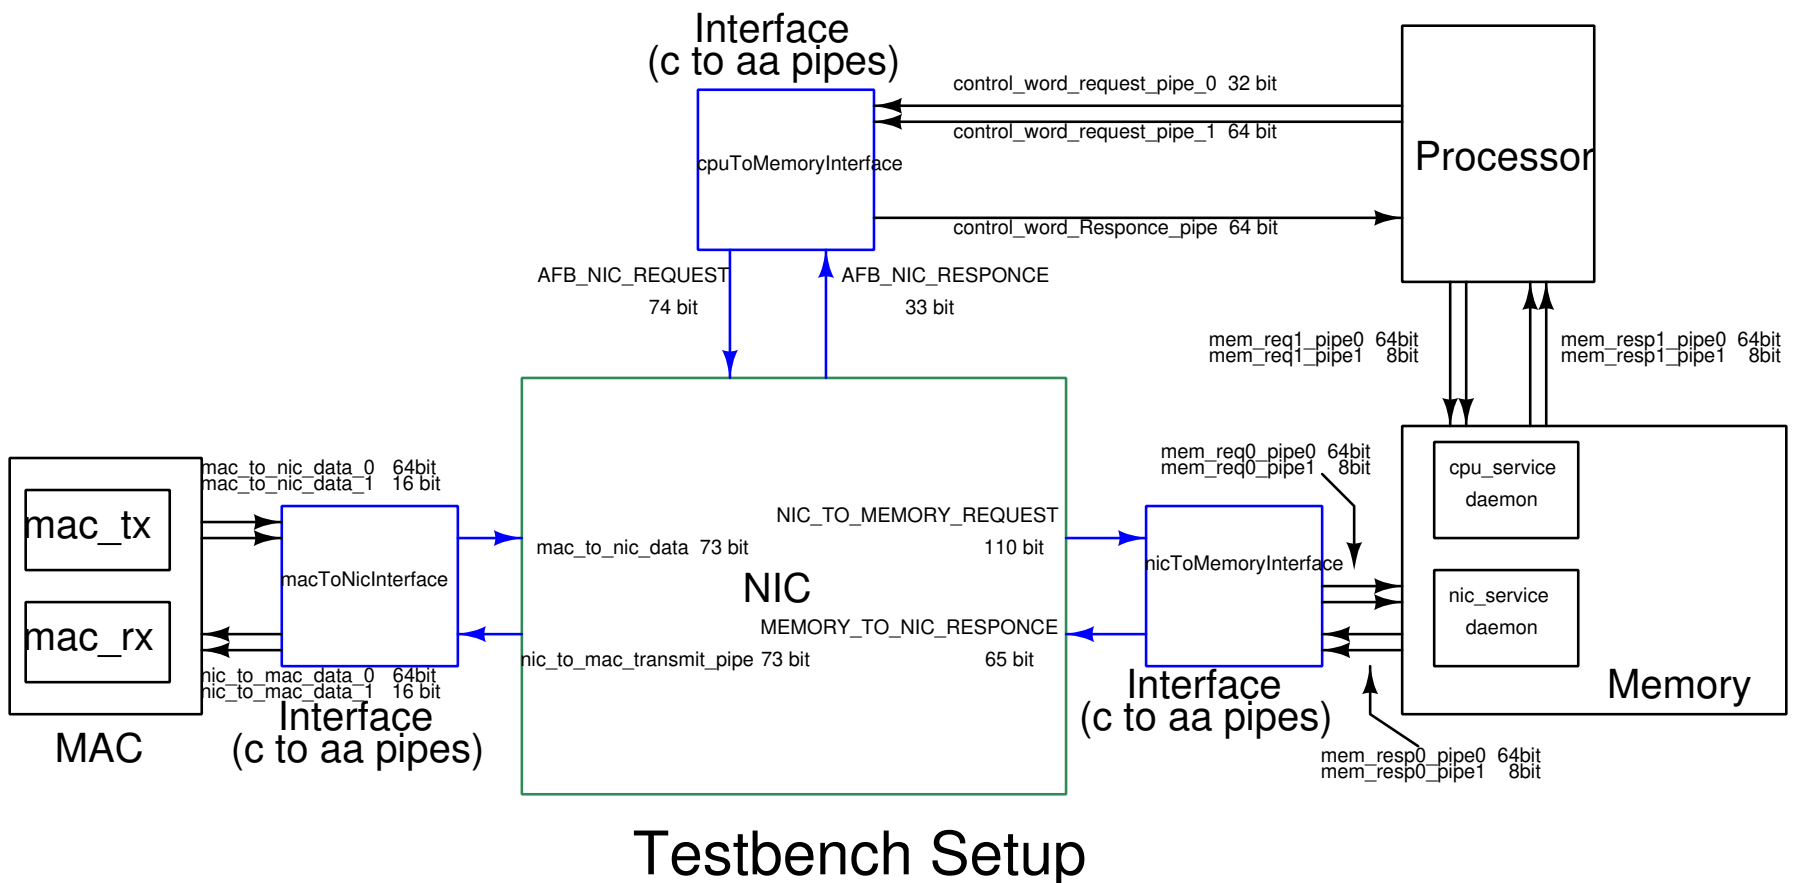 Interface
(c to aa pipes)
control_word_request_pipe_0 32 bit
control_word_request_pipe_1 64 bit
cpuToMemoryInterface
Processor
control_word_Responce_pipe 64 bit
AFB_NIC_REQUEST
74 bit
AFB_NIC_RESPONCE
33 bit
mem_req1_pipe0 64bit
mem_req1_pipe1 8bit
mem_resp1_pipe0 64bit
mem_resp1_pipe1 8bit
mac_to_nic_data_0 64bit
mac_to_nic_data_1 16 bit
mac_tx
macToNicInterface
mac_rx
nic_to_mac_data_0 64bit
nic_to_mac_data_1 16 bit
MAC
Interface
(c to aa pipes)
mac_to_nic_data 73 bit
NIC_TO_MEMORY_REQUEST
110 bit
NIC
MEMORY_TO_NIC_RESPONCE
65 bit
nic_to_mac_transmit_pipe 73 bit
mem_req0_pipe0 64bit
mem_req0_pipe1 8bit
nicToMemoryInterface
Interface
(c to aa pipes)
cpu_service
daemon
nic_service
daemon
Memory
mem_resp0_pipe0 64bit
mem_resp0_pipe1 8bit
Testbench Setup